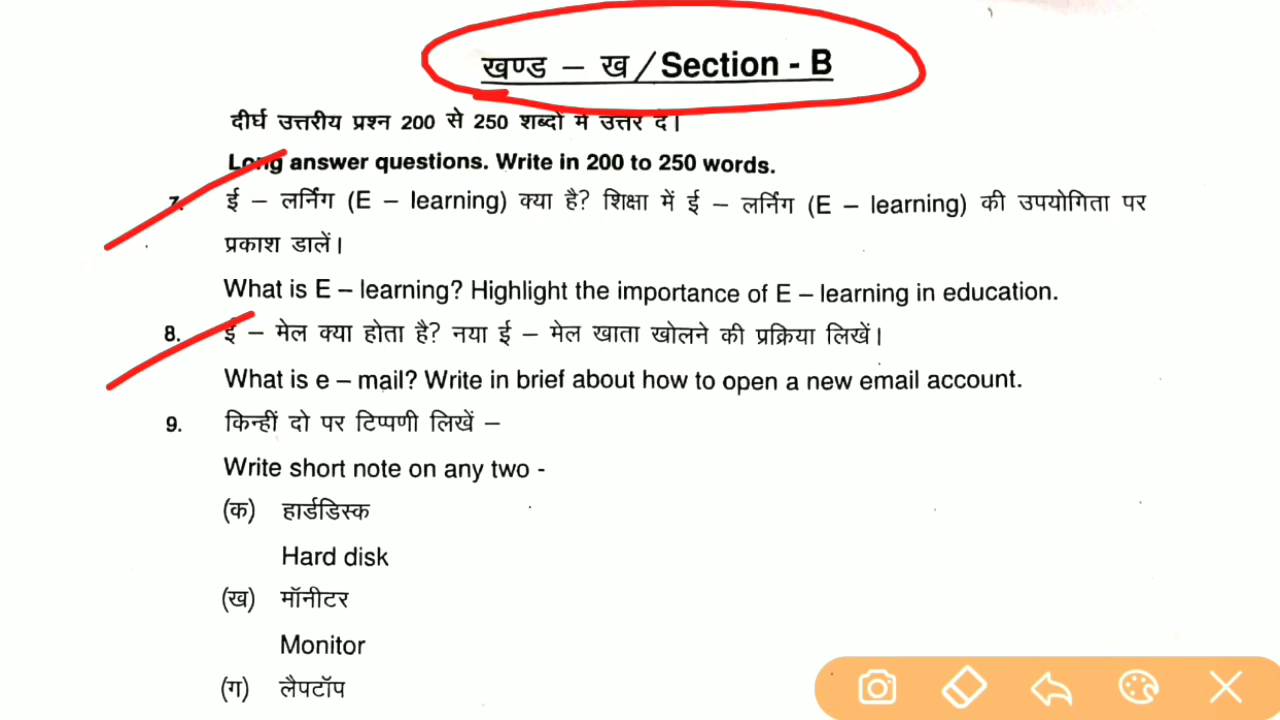 खण्ड – ख / Section - B
दीर्घ उत्तरीय प्रश्न 200 से 250 शब्दों में उत्तर दें।
Long answer questions. Write in 200 to 250 words.
7. ई – लर्निंग (E – learning) क्या है? शिक्षा में ई – लर्निंग (E – learning) की उपयोगिता पर
प्रकाश डालें।
What is E – learning? Highlight the importance of E – learning in education.
8. ई – मेल क्या होता है? नया ई – मेल खाता खोलने की प्रक्रिया लिखें।
What is e – mail? Write in brief about how to open a new email account.
9. किन्हीं दो पर टिप्पणी लिखें –
Write short note on any two -
(क) हार्डडिस्क
Hard disk
(ख) मॉनीटर
Monitor
(ग) लैपटॉप